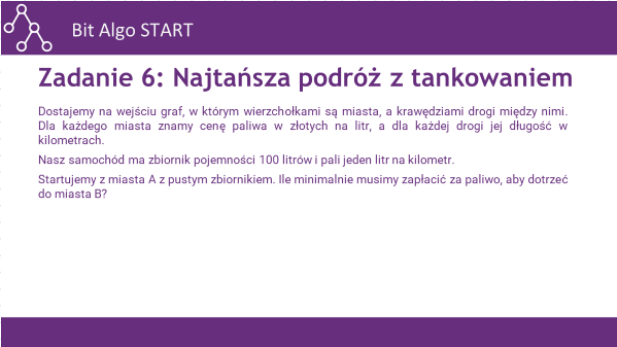 Bit Algo START
Zadanie 6: Najtańsza podróż z tankowaniem
Dostajemy na wejściu graf, w którym wierzchołkami są miasta, a krawędziami drogi między nimi.
Dla każdego miasta znamy cenę paliwa w złotych na litr, a dla każdej drogi jej długość w
kilometrach.
Nasz samochód ma zbiornik pojemności 100 litrów i pali jeden litr na kilometr.
Startujemy z miasta A z pustym zbiornikiem. Ile minimalnie musimy zapłacić za paliwo, aby dotrzeć
do miasta B?